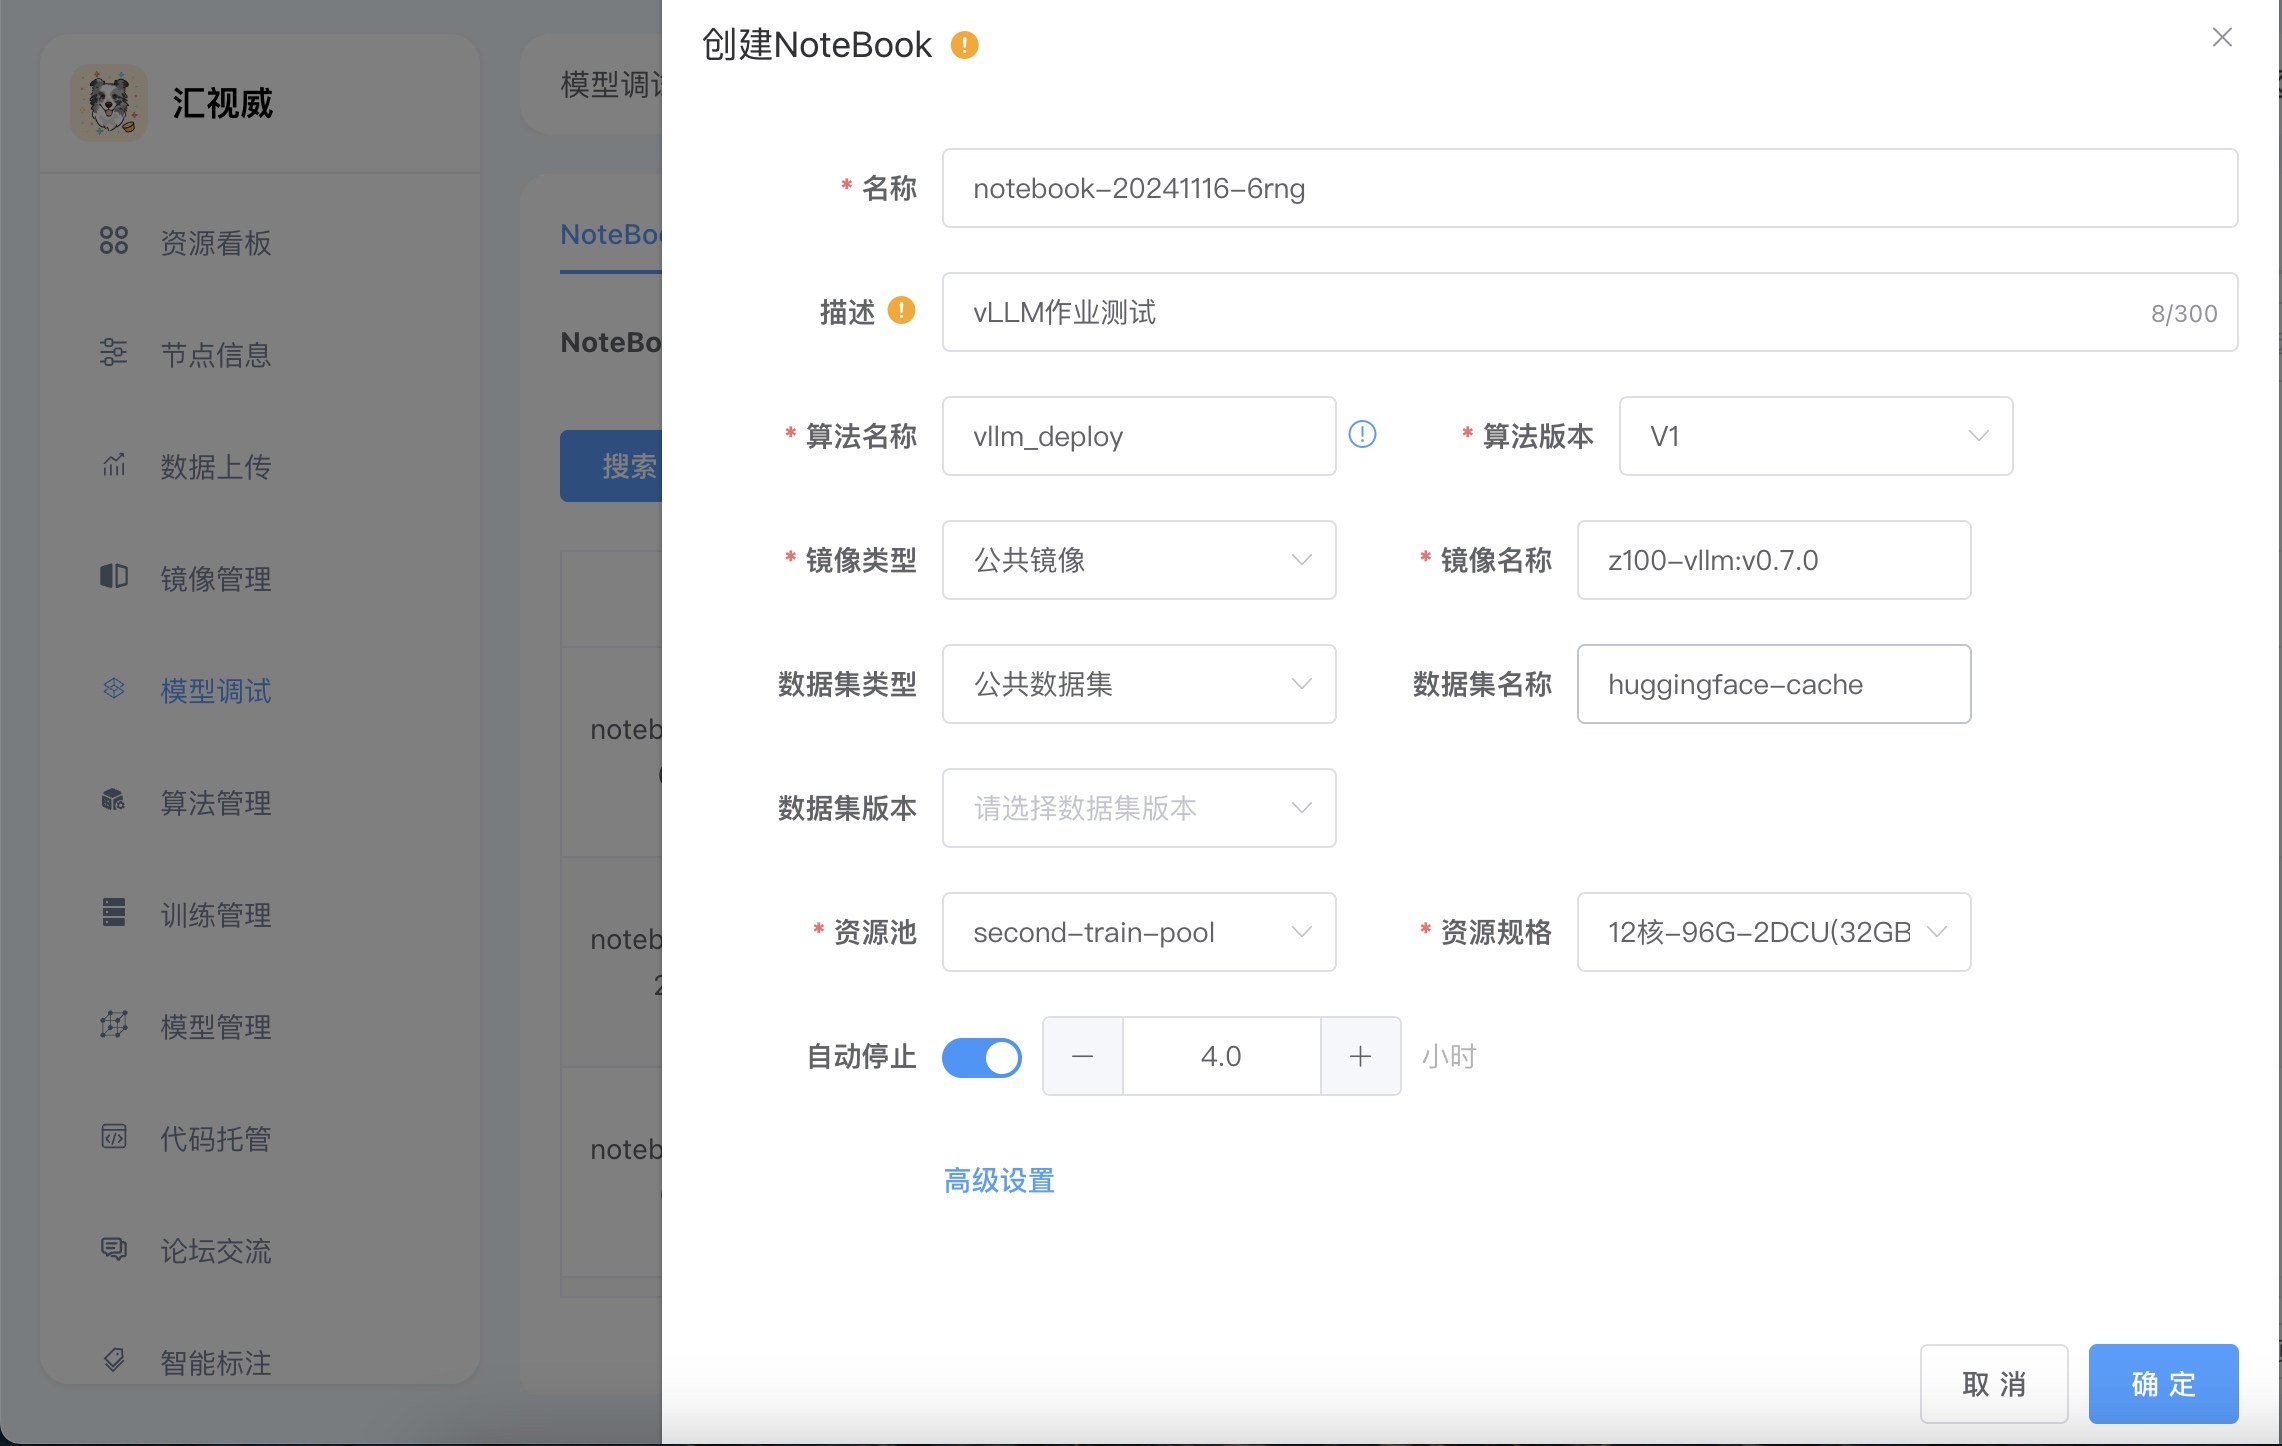 汇视威
资源看板
节点信息
数据上传
镜像管理
模型调试
算法管理
训练管理
模型管理
代码托管
论坛交流
智能标注
模型调
NoteBo
NoteBo
搜索
noteb
noteb
2
noteb
创建NoteBook
* 名称 notebook-20241116-6rng
描述 vLLM作业测试 8/300
* 算法名称 vllm_deploy * 算法版本 V1
* 镜像类型 公共镜像 * 镜像名称 z100-vllm:v0.7.0
数据集类型 公共数据集 数据集名称 huggingface-cache
数据集版本 请选择数据集版本
* 资源池 second-train-pool * 资源规格 12核-96G-2DCU(32GB
自动停止 4.0 小时
高级设置
取 消
确 定